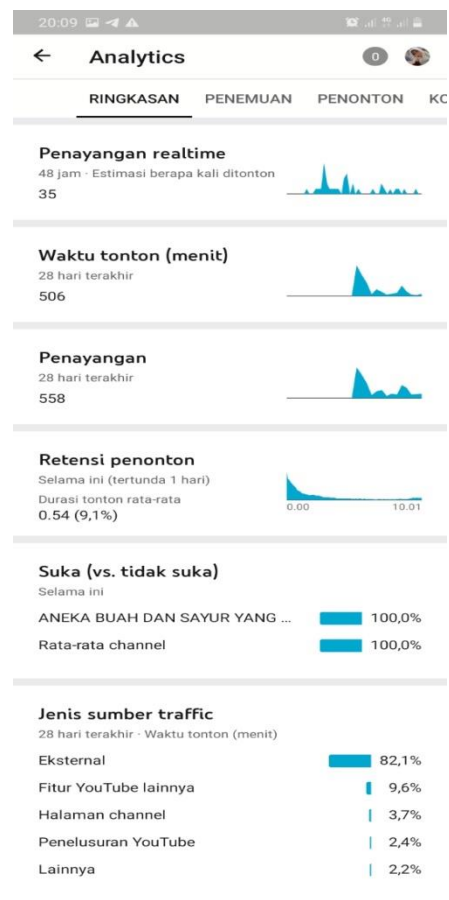 20:09
Analytics
0
RINGKASAN PENEMUAN PENONTON KC
Penayangan realtime
48 jam · Estimasi berapa kali ditonton
35
Waktu tonton (menit)
28 hari terakhir
506
Penayangan
28 hari terakhir
558
Retensi penonton
Selama ini (tertunda 1 hari)
Durasi tonton rata-rata
0.54 (9,1%)
0.00 10.01
Suka (vs. tidak suka)
Selama ini
ANEKA BUAH DAN SAYUR YANG ... 100,0%
Rata-rata channel 100,0%
Jenis sumber traffic
28 hari terakhir · Waktu tonton (menit)
Eksternal 82,1%
Fitur YouTube lainnya 9,6%
Halaman channel 3,7%
Penelusuran YouTube 2,4%
Lainnya 2,2%